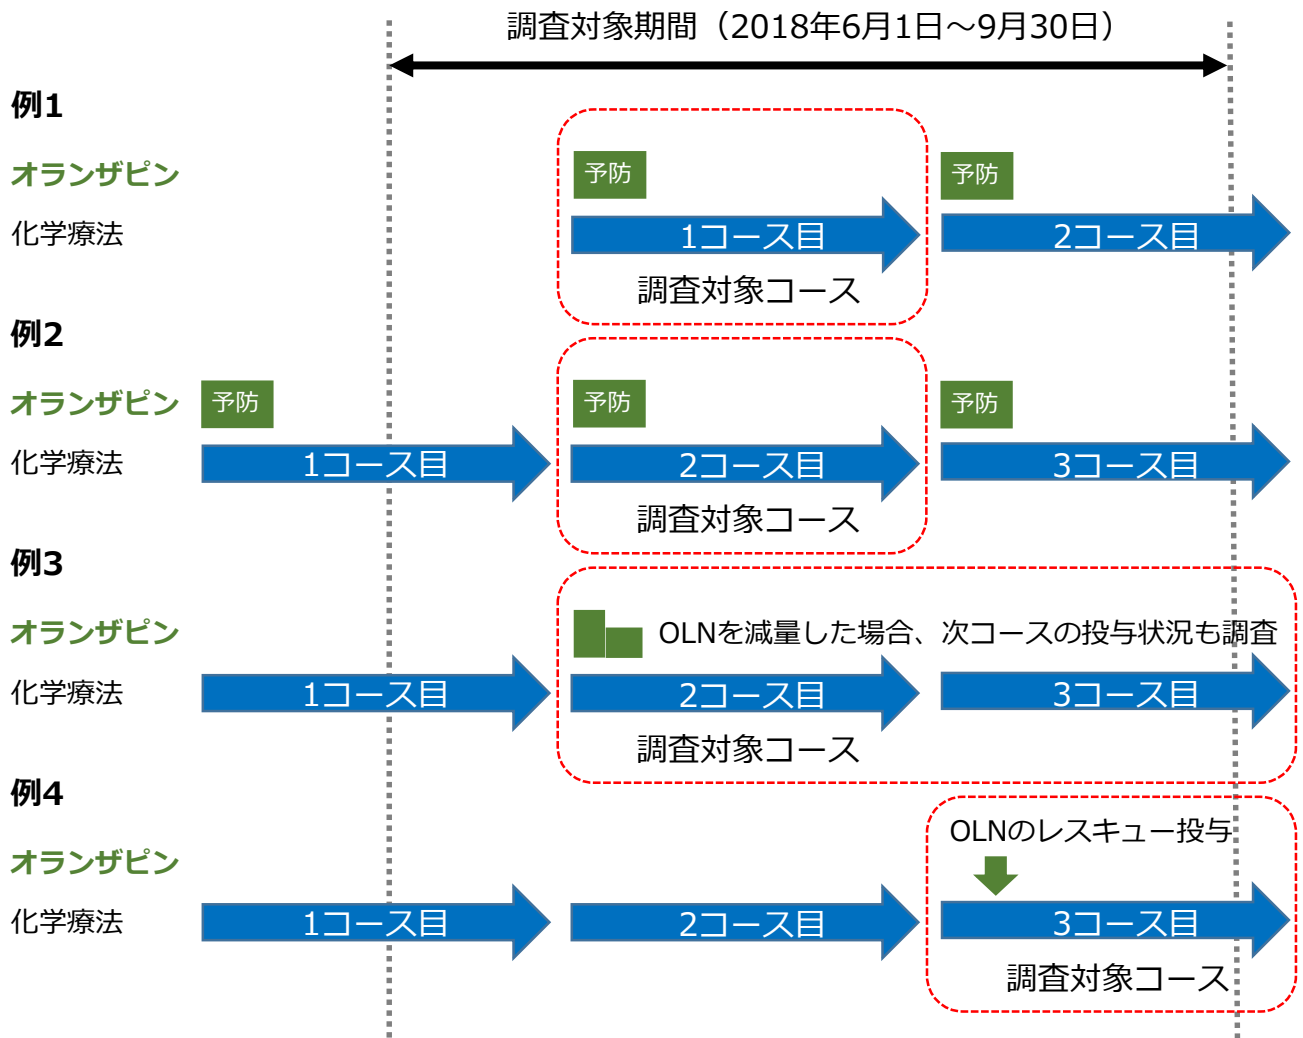 調査対象期間（2018年6月1日～9月30日）
例1
オランザピン
予防
予防
化学療法
1コース目
2コース目
調査対象コース
例2
オランザピン
予防
予防
予防
化学療法
1コース目
2コース目
3コース目
調査対象コース
例3
オランザピン
OLNを減量した場合、次コースの投与状況も調査
化学療法
1コース目
2コース目
3コース目
調査対象コース
例4
OLNのレスキュー投与
オランザピン
化学療法
1コース目
2コース目
3コース目
調査対象コース